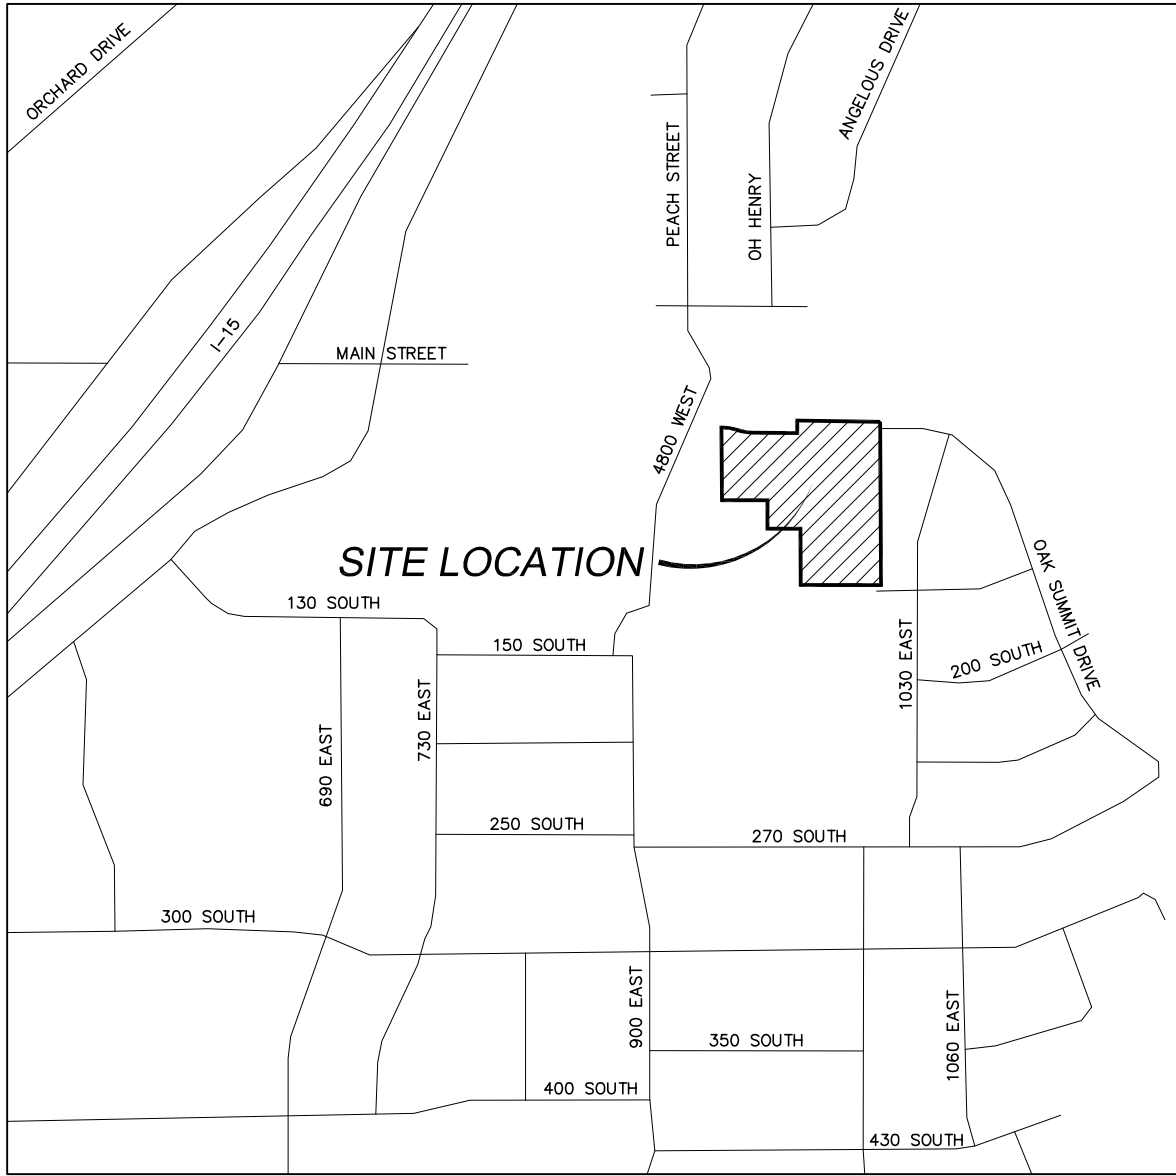 ORCHARD DRIVE
ANGELOUS DRIVE
PEACH STREET
OH HENRY
I-15
MAIN STREET
4800 WEST
SITE LOCATION
OAK SUMMIT DRIVE
130 SOUTH
150 SOUTH
1030 EAST
200 SOUTH
730 EAST
690 EAST
250 SOUTH
270 SOUTH
300 SOUTH
900 EAST
1060 EAST
350 SOUTH
400 SOUTH
430 SOUTH